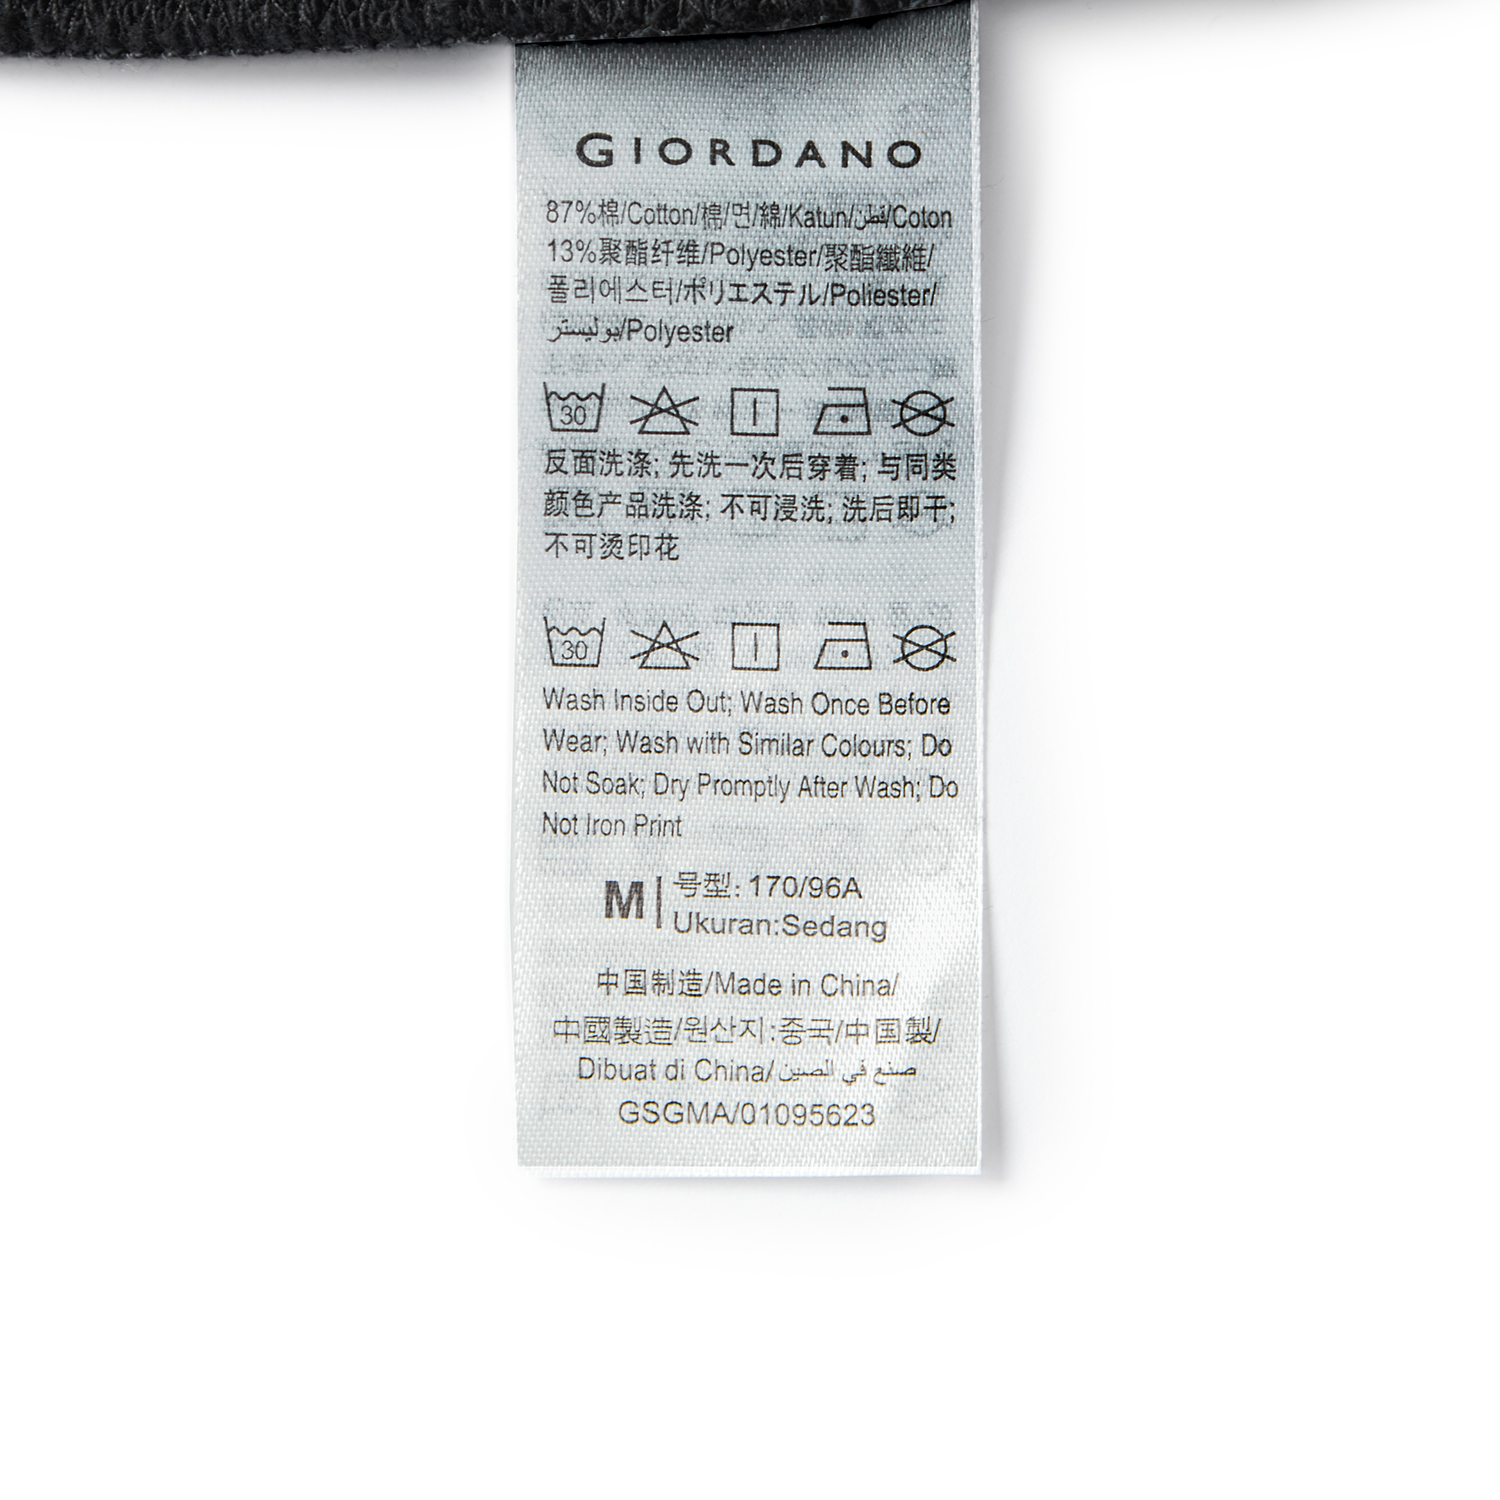 GIORDANO
87%棉/Cotton/棉/면/綿/Katun/قطن/Coton
13%聚酯纤维/Polyester/聚酯纖維/
폴리에스터/ポリエステル/Poliester/
بوليستر/Polyester
30
反面洗涤; 先洗一次后穿着; 与同类
颜色产品洗涤; 不可浸洗; 洗后即干;
不可烫印花
30
Wash Inside Out; Wash Once Before
Wear; Wash with Similar Colours; Do
Not Soak; Dry Promptly After Wash; Do
Not Iron Print
M 号型: 170/96A
Ukuran:Sedang
中国制造/Made in China/
中國製造/원산지:중국/中国製/
Dibuat di China/صنع في الصين
GSGMA/01095623